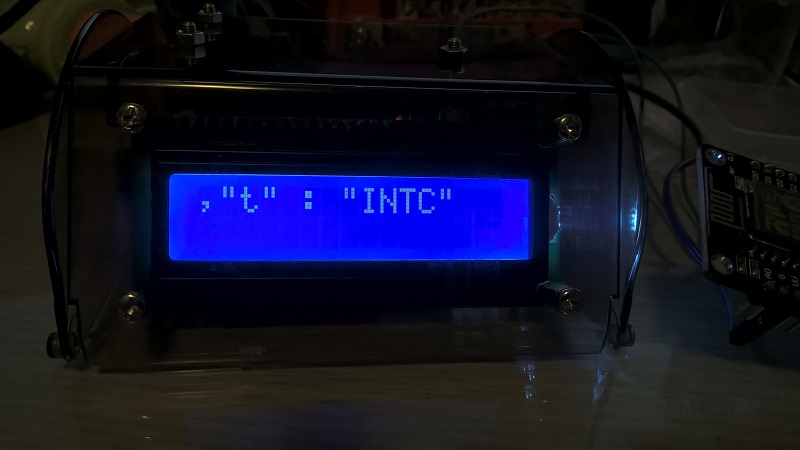 ,"t" : "INTC"